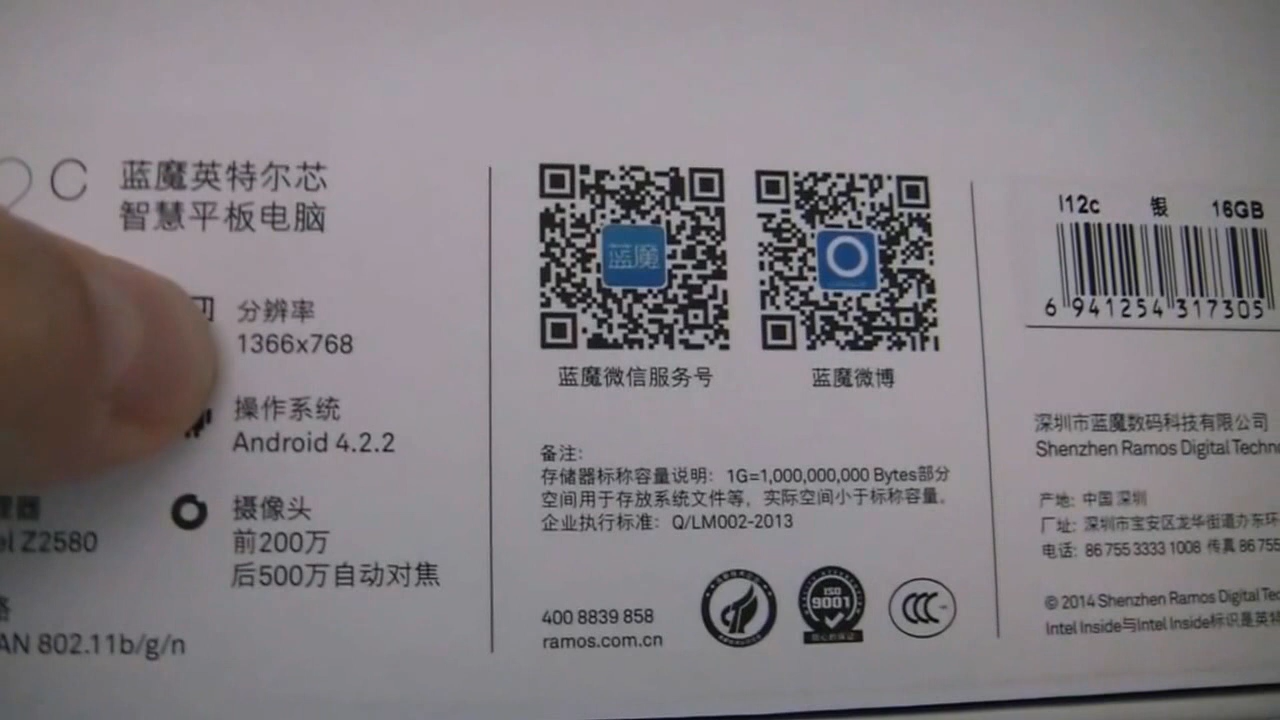 C
蓝魔英特尔芯
智慧平板电脑
分辨率
1366x768
操作系统
Android 4.2.2
摄像头
前200万
后500万自动对焦
理器
el Z2580
AN 802.11b/g/n
蓝魔
蓝魔微信服务号
蓝魔微博
备注:
存储器标称容量说明: 1G=1,000,000,000 Bytes部分
空间用于存放系统文件等, 实际空间小于标称容量。
企业执行标准: Q/LM002-2013
400 8839 858
ramos.com.cn
ISO
9001
CCC
I12c 银 16GB
6 941254 317305
深圳市蓝魔数码科技有限公司
Shenzhen Ramos Digital Techn
产地: 中国 深圳
厂址: 深圳市宝安区龙华街道办东环
电话: 86 755 3333 1008 传真 86 755
© 2014 Shenzhen Ramos Digital Te
Intel Inside与Intel Inside标识是英特